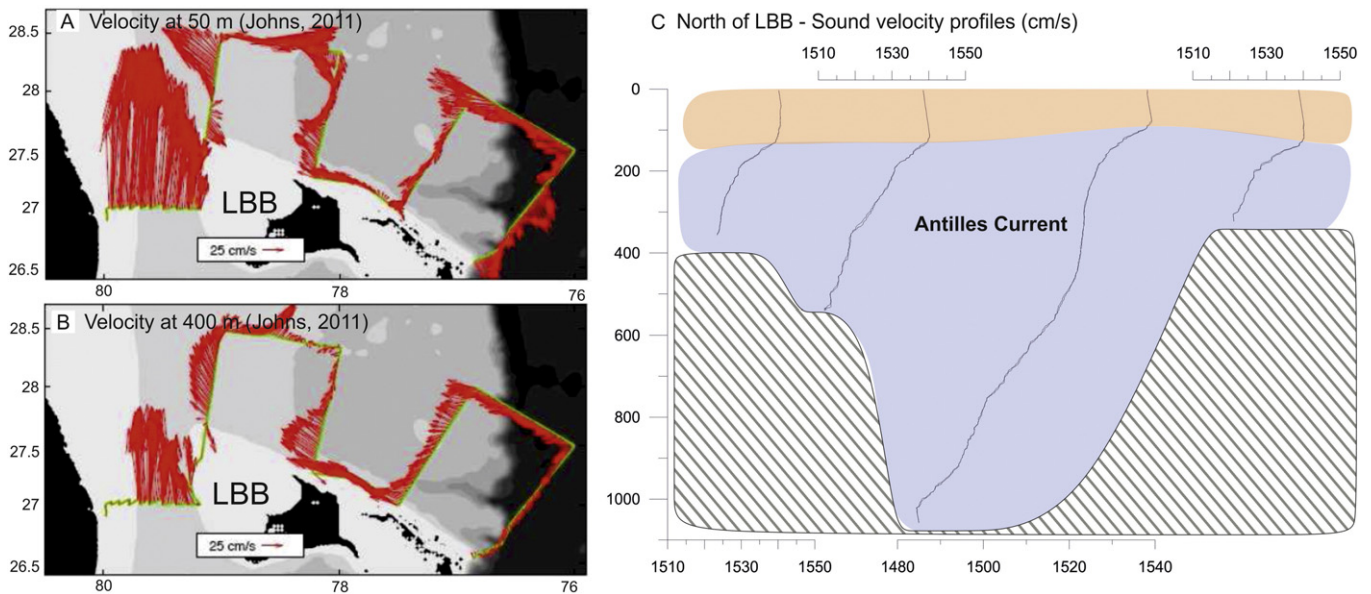 A Velocity at 50 m (Johns, 2011)
28.5
28
27.5
27
26.5
LBB
25 cm/s
80 78 76
B Velocity at 400 m (Johns, 2011)
28.5
28
27.5
27
26.5
LBB
25 cm/s
80 78 76
C North of LBB - Sound velocity profiles (cm/s)
1510 1530 1550 1510 1530 1550
0
200
400
600
800
1000
Antilles Current
1510 1530 1550 1480 1500 1520 1540